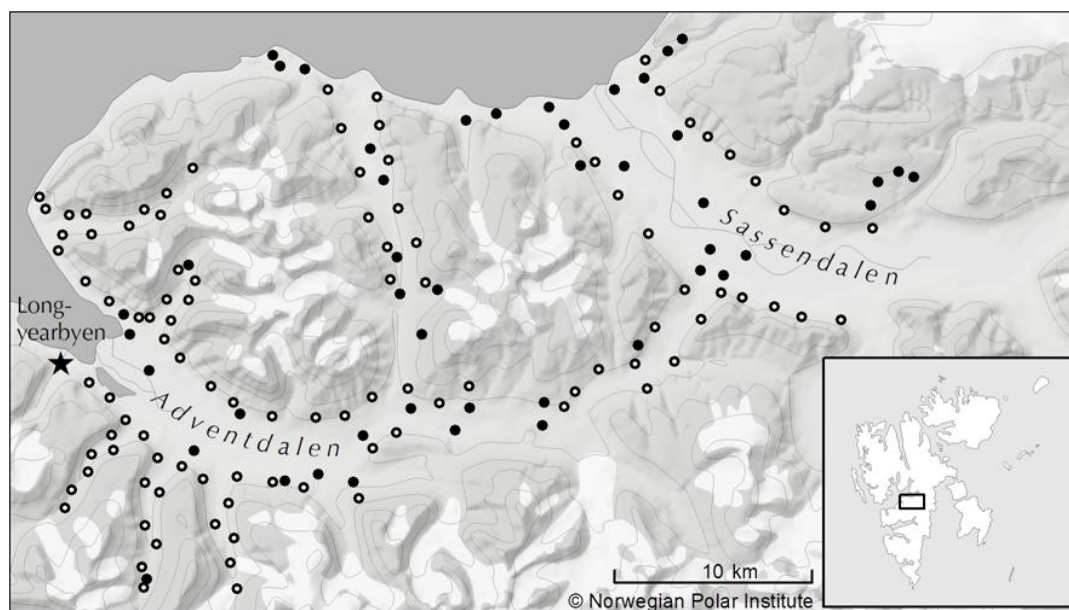 Sassendalen
Long-
yearbyen
Adventdalen
10 km
© Norwegian Polar Institute